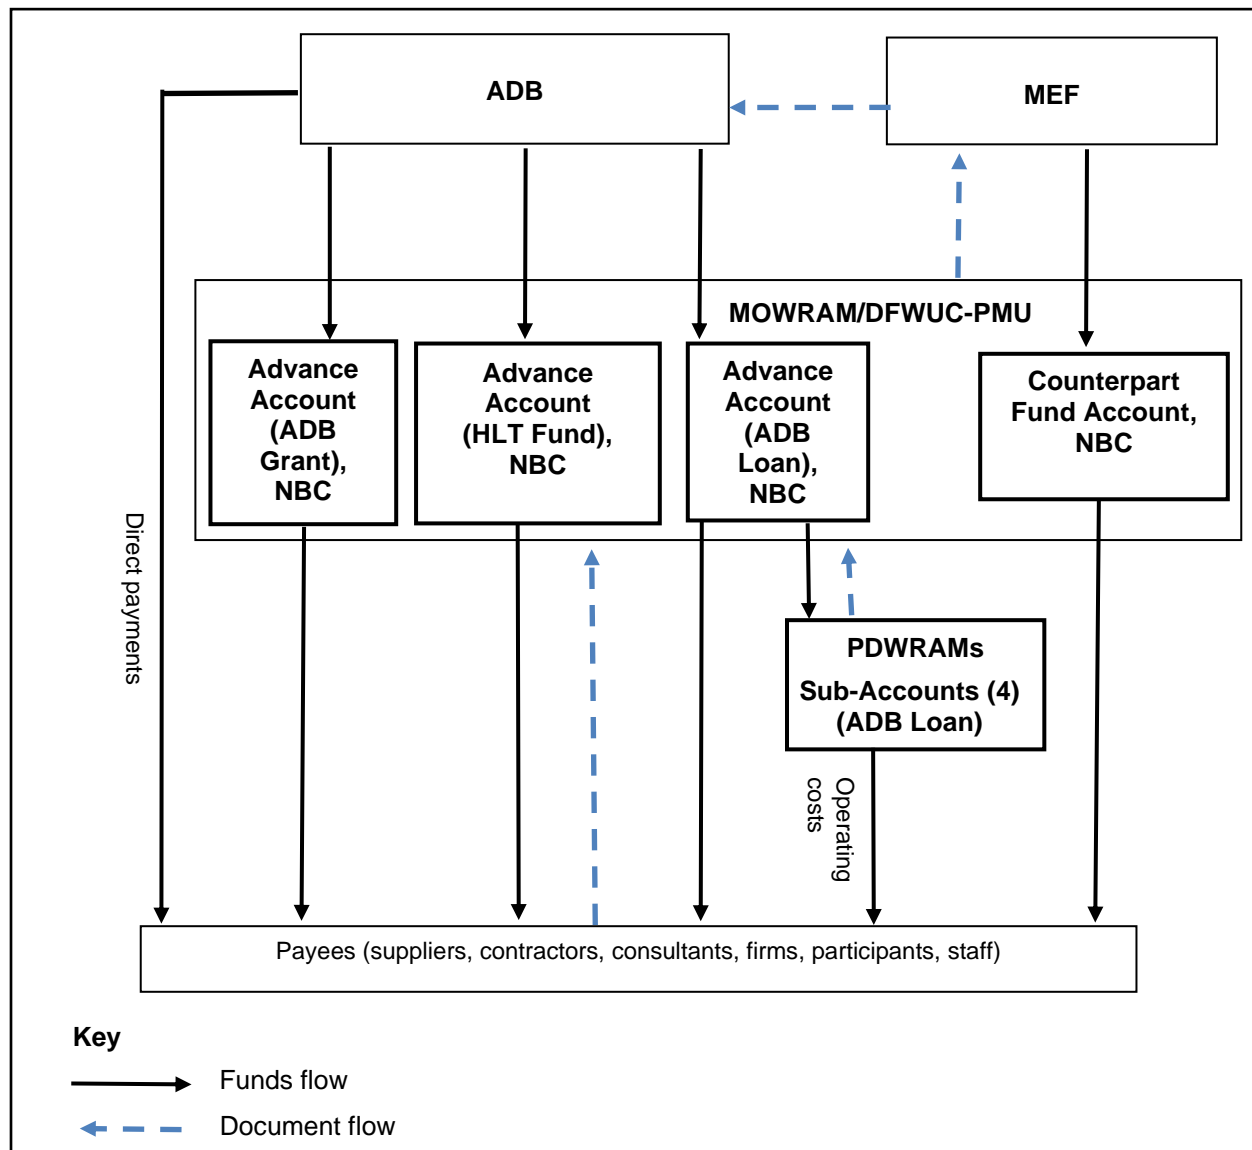 ADB
MEF
MOWRAM/DFWUC-PMU
Advance
Account
(ADB
Grant),
NBC
Advance
Account
(HLT Fund),
NBC
Advance
Account
(ADB
Loan),
NBC
Counterpart
Fund Account,
NBC
Direct payments
PDWRAMs
Sub-Accounts (4)
(ADB Loan)
Operating
costs
Payees (suppliers, contractors, consultants, firms, participants, staff)
Key
Funds flow
Document flow